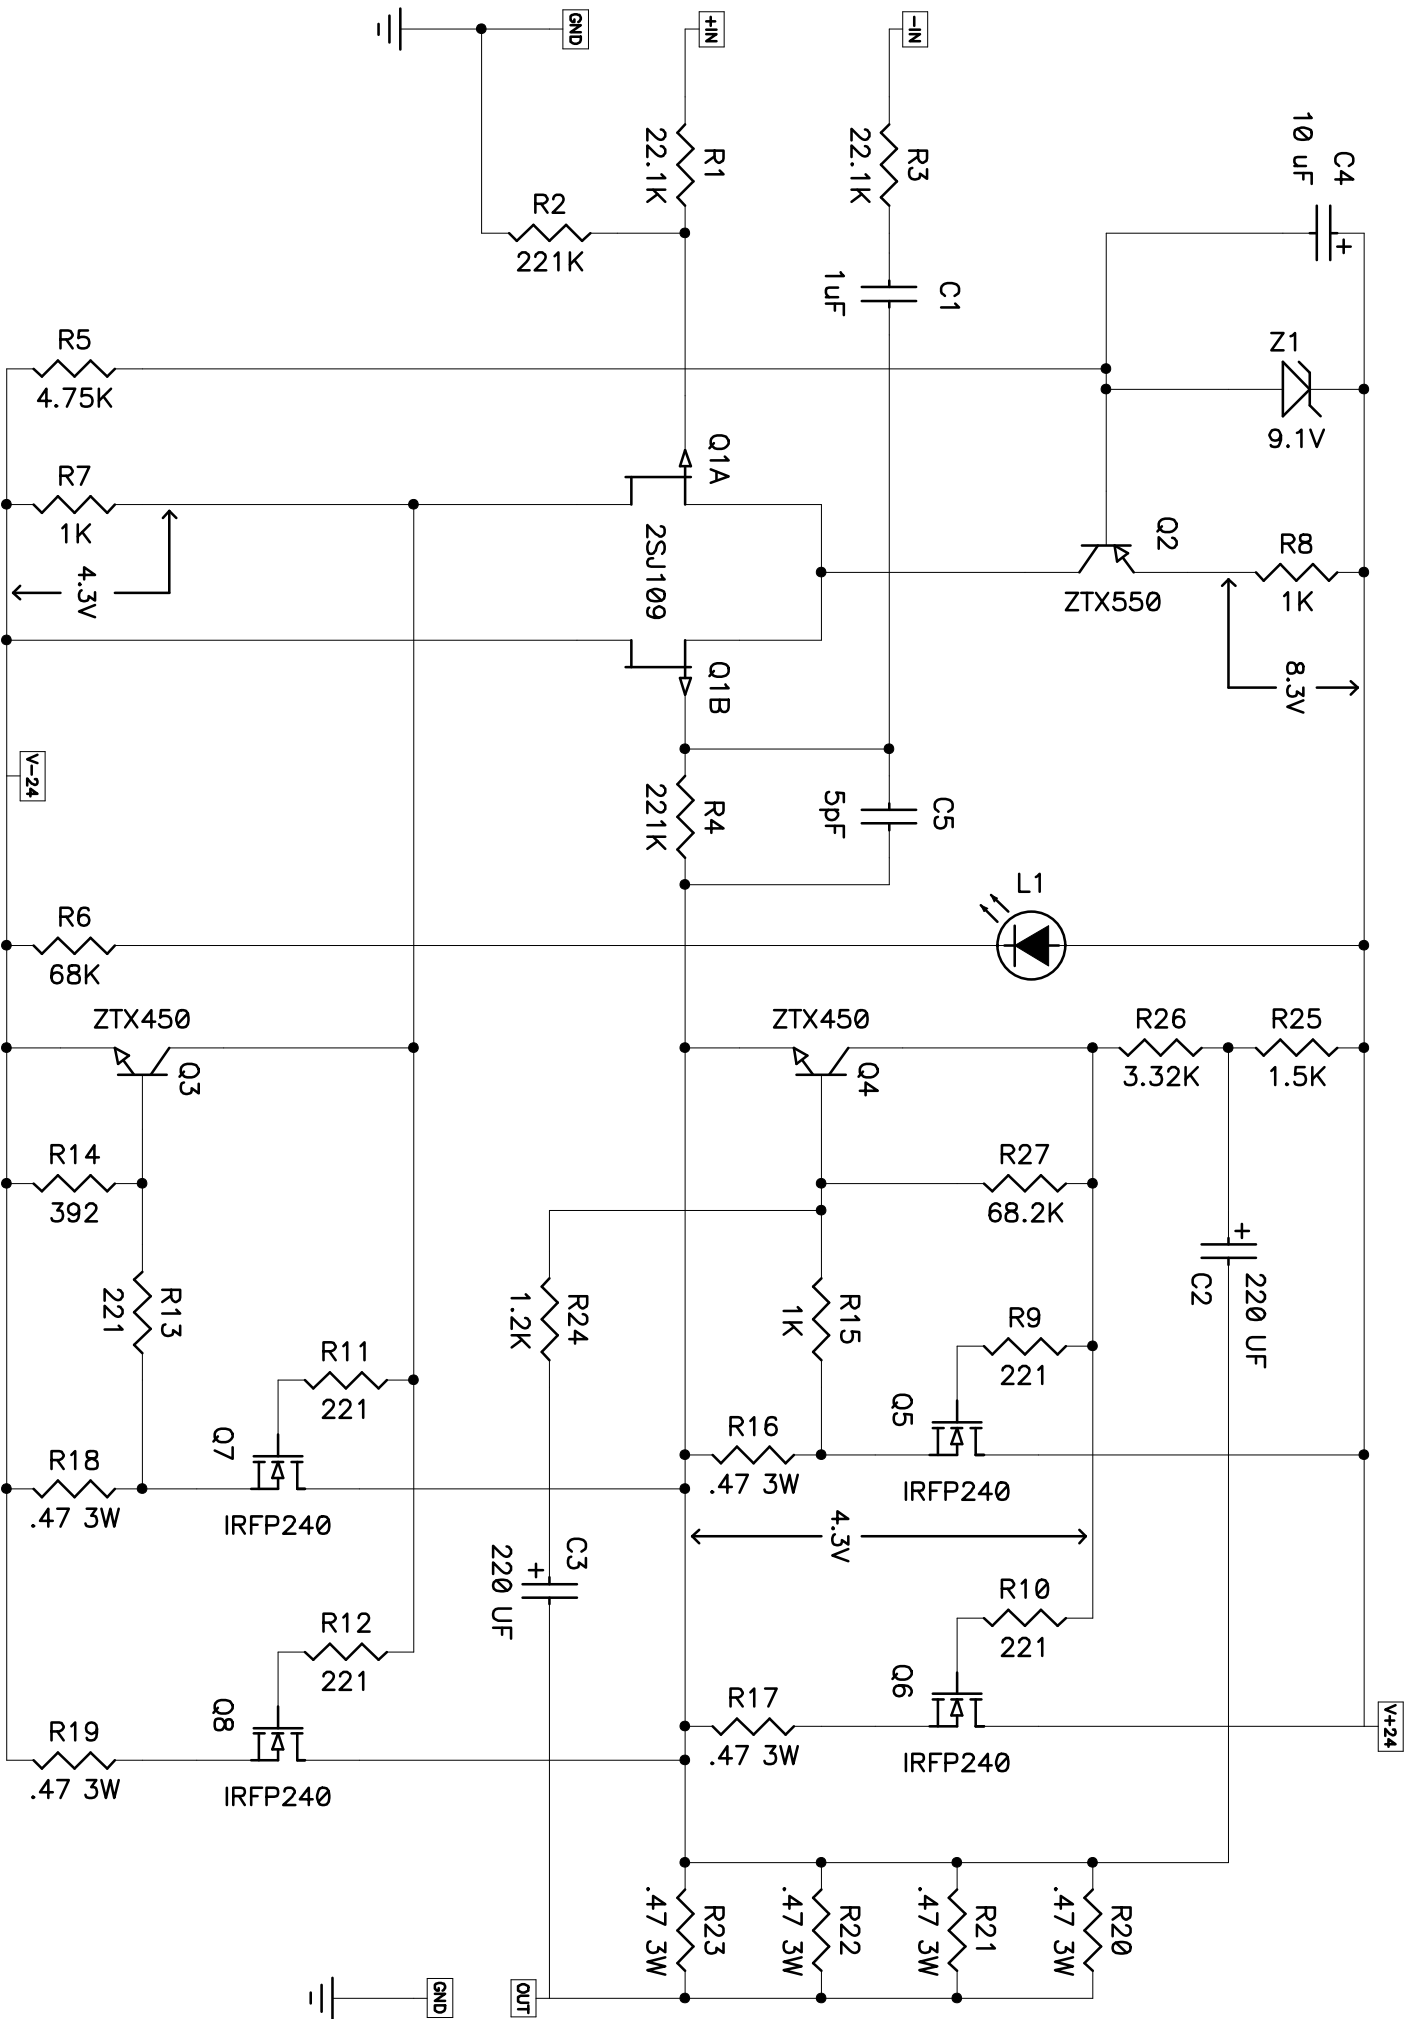 GND
+IN
-IN
10 uF
C4
R1
22.1K
R3
22.1K
R2
221K
C1
1uF
R5
4.75K
Z1
9.1V
R7
1K
4.3V
Q1A
2SJ109
Q1B
Q2
ZTX550
R8
1K
8.3V
V-24
R4
221K
C5
5pF
L1
R6
68K
ZTX450
Q3
ZTX450
Q4
R26
3.32K
R25
1.5K
R14
392
R27
68.2K
R13
221
R24
1.2K
R15
1K
R9
221
220 UF
C2
R11
221
Q7
IRFP240
R18
.47 3W
R16
.47 3W
Q5
IRFP240
4.3V
C3
220 UF
R12
221
Q8
IRFP240
R19
.47 3W
R10
221
Q6
IRFP240
R17
.47 3W
V+24
R23
.47 3W
R22
.47 3W
R21
.47 3W
R20
.47 3W
GND
OUT